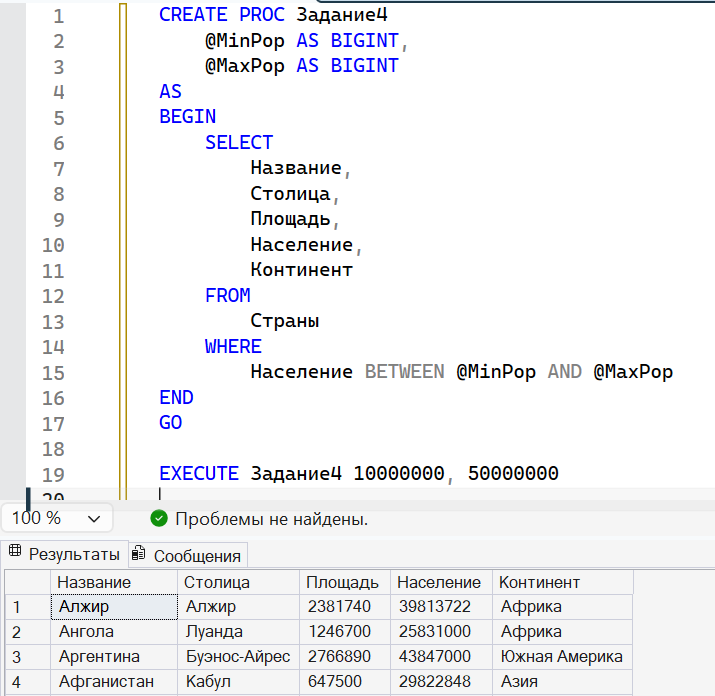 1 CREATE PROC Задание4
2 @MinPop AS BIGINT,
3 @MaxPop AS BIGINT
4 AS
5 BEGIN
6 SELECT
7 Название,
8 Столица,
9 Площадь,
10 Население,
11 Континент
12 FROM
13 Страны
14 WHERE
15 Население BETWEEN @MinPop AND @MaxPop
16 END
17 GO
18
19 EXECUTE Задание4 10000000, 50000000
20
100 % Проблемы не найдены.
Результаты Сообщения
Название Столица Площадь Население Континент
1 Алжир Алжир 2381740 39813722 Африка
2 Ангола Луанда 1246700 25831000 Африка
3 Аргентина Буэнос-Айрес 2766890 43847000 Южная Америка
4 Афганистан Кабул 647500 29822848 Азия